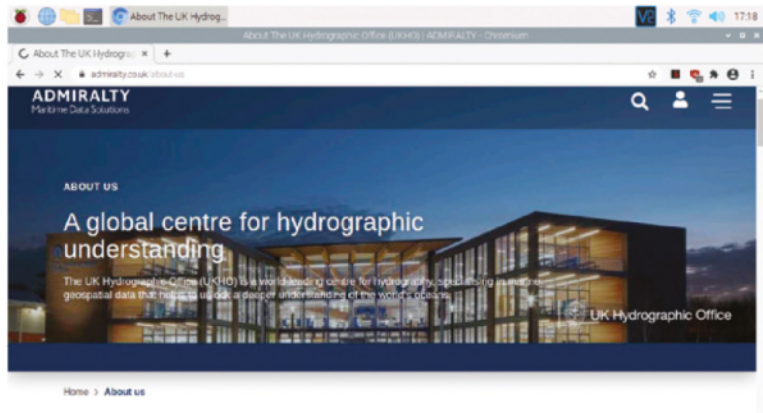 About The UK Hydrog...
17:18
About The UK Hydrographic Office (UKHO) | ADMIRALTY - Chromium
About The UK Hydrograp
admiralty.co.uk/about-us
ADMIRALTY
Maritime Data Solutions
ABOUT US
A global centre for hydrographic
understanding
The UK Hydrographic Office (UKHO) is a world-leading centre for hydrography, specialising in marine
geospatial data that helps to unlock a deeper understanding of the world's oceans.
UK Hydrographic Office
Home > About us